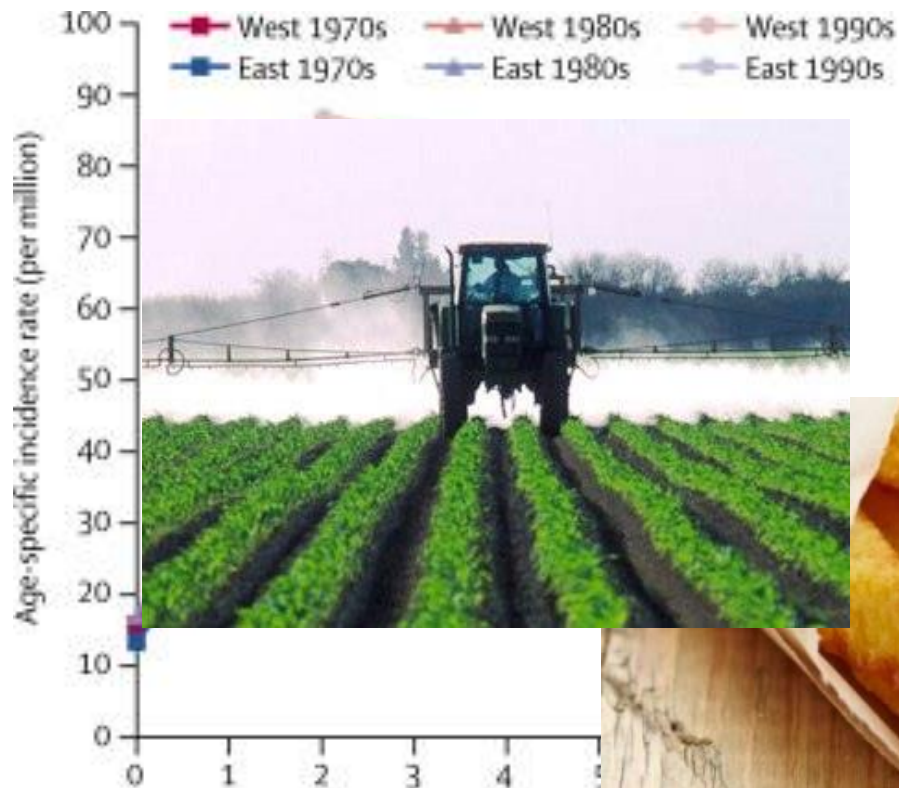 100
West 1970s West 1980s West 1990s
East 1970s East 1980s East 1990s
90
80
70
60
50
40
30
20
10
0
Age-specific incidence rate (per million)
0 1 2 3 4